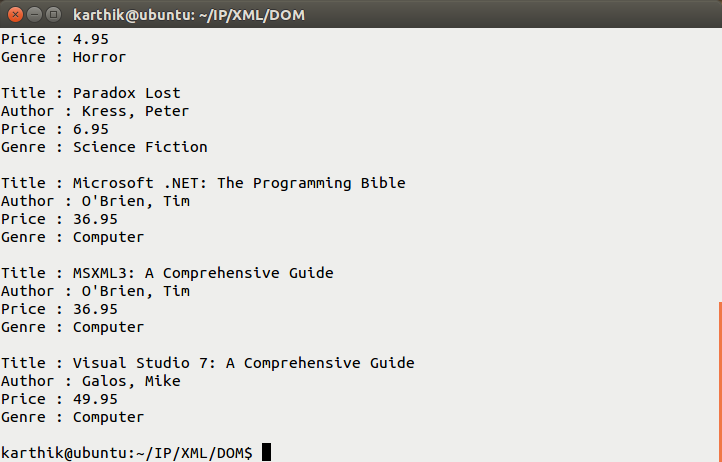 karthik@ubuntu: ~/IP/XML/DOM
Price : 4.95
Genre : Horror
Title : Paradox Lost
Author : Kress, Peter
Price : 6.95
Genre : Science Fiction
Title : Microsoft .NET: The Programming Bible
Author : O'Brien, Tim
Price : 36.95
Genre : Computer
Title : MSXML3: A Comprehensive Guide
Author : O'Brien, Tim
Price : 36.95
Genre : Computer
Title : Visual Studio 7: A Comprehensive Guide
Author : Galos, Mike
Price : 49.95
Genre : Computer
karthik@ubuntu:~/IP/XML/DOM$